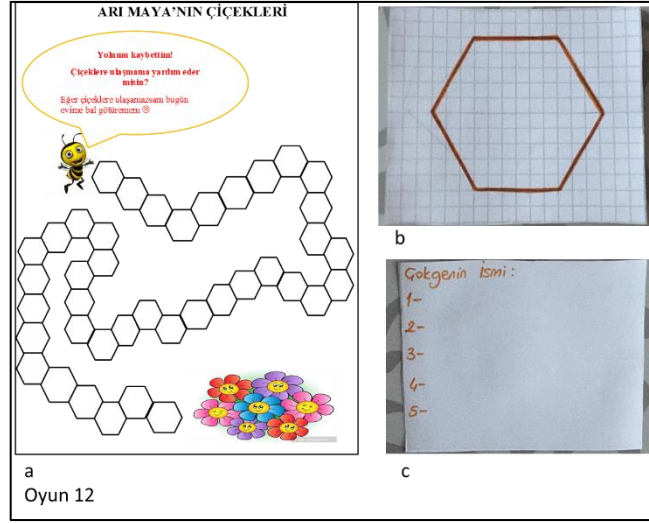 ARI MAYA'NIN ÇİÇEKLERİ
Yolumu kaybettim!
Çiçeklere ulaşmama yardım eder
misin?
Eğer çiçeklere ulaşamazsam bugün
evime bal götüremem ☹
b
Çokgenin İsmi:
1-
2-
3-
4-
5-
a
c
Oyun 12